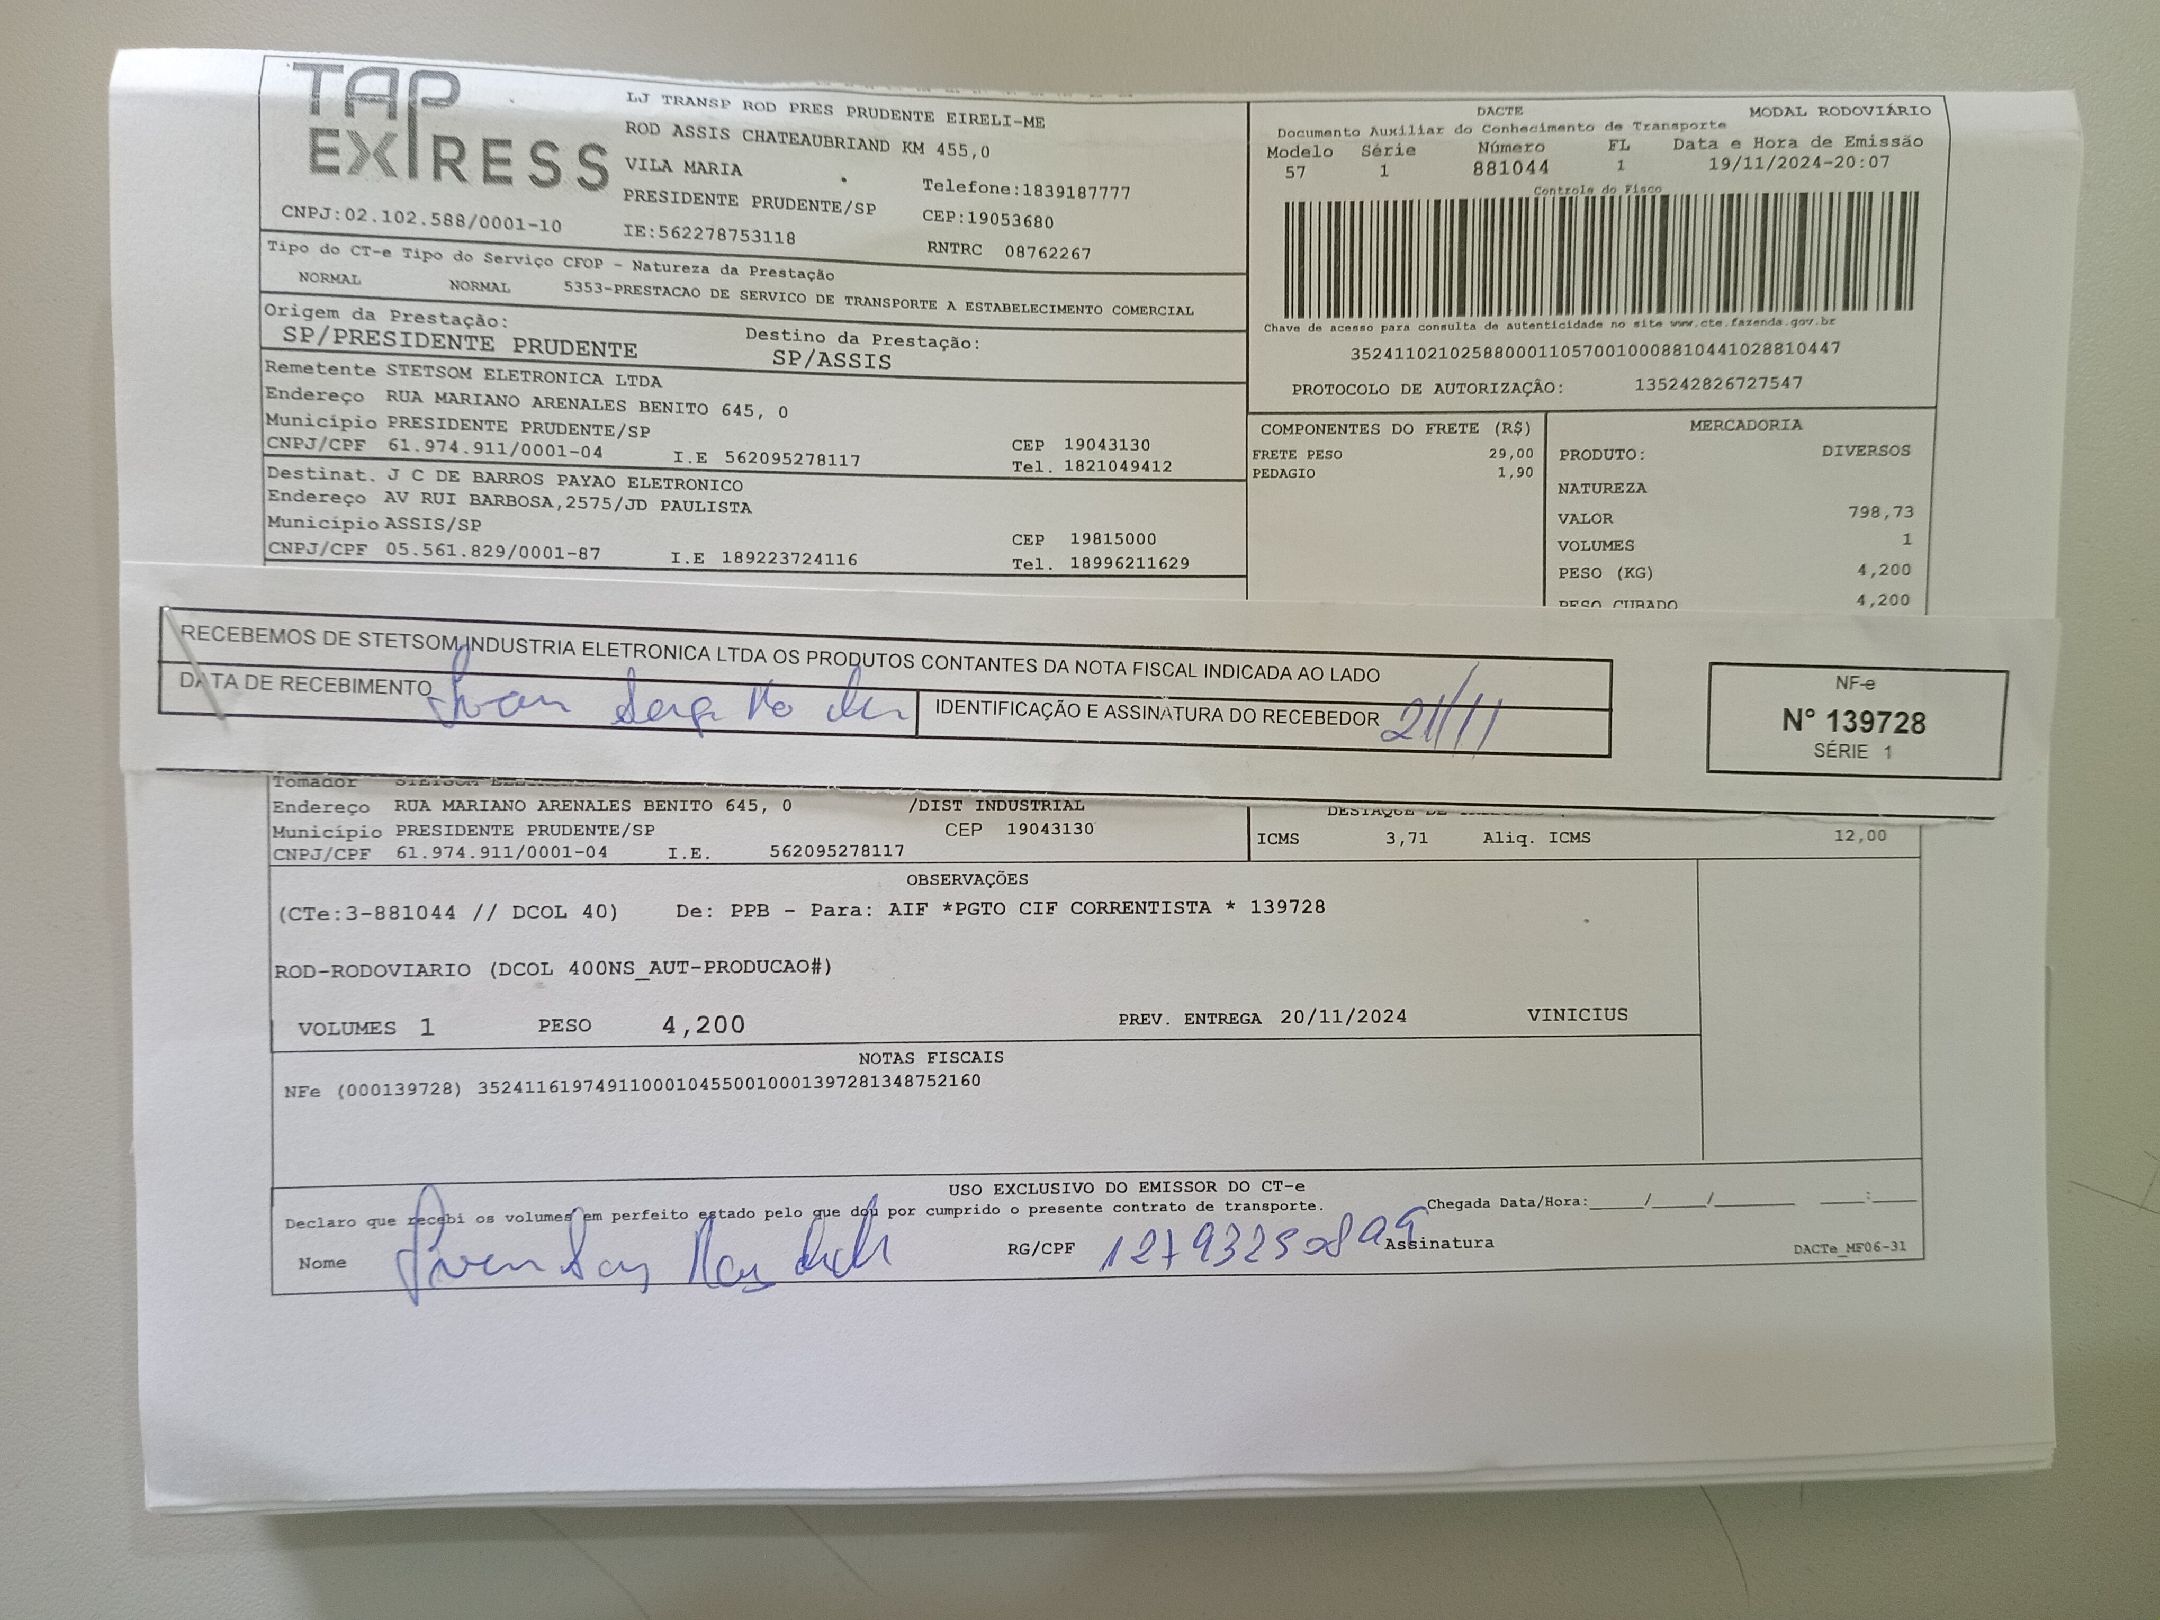 TAP
EXPRESS
LJ TRANSP ROD PRES PRUDENTE EIRELI-ME
ROD ASSIS CHATEAUBRIAND KM 455,0
VILA MARIA
Telefone:1839187777
PRESIDENTE PRUDENTE/SP
CEP:19053680
CNPJ:02.102.588/0001-10
IE:562278753118
RNTRC 08762267
DACTE
MODAL RODOVIÁRIO
Documento Auxiliar do Conhecimento de Transporte
Modelo Série Número FL Data e Hora de Emissão
57 1 881044 1 19/11/2024-20:07
Controle do Fisco
Chave de acesso para consulta de autenticidade no site www.cte.fazenda.gov.br
35241102102588000110570010008810441028810447
PROTOCOLO DE AUTORIZAÇÃO: 135242826727547
Tipo do CT-e Tipo do Serviço CFOP - Natureza da Prestação
NORMAL NORMAL 5353-PRESTACAO DE SERVICO DE TRANSPORTE A ESTABELECIMENTO COMERCIAL
Origem da Prestação: Destino da Prestação:
SP/PRESIDENTE PRUDENTE SP/ASSIS
Remetente STETSOM ELETRONICA LTDA
Endereço RUA MARIANO ARENALES BENITO 645, 0
Município PRESIDENTE PRUDENTE/SP CEP 19043130
CNPJ/CPF 61.974.911/0001-04 I.E 562095278117 Tel. 1821049412
Destinat. J C DE BARROS PAYAO ELETRONICO
Endereço AV RUI BARBOSA,2575/JD PAULISTA
Município ASSIS/SP CEP 19815000
CNPJ/CPF 05.561.829/0001-87 I.E 189223724116 Tel. 18996211629
COMPONENTES DO FRETE (R$)
FRETE PESO 29,00
PEDAGIO 1,90
MERCADORIA
PRODUTO: DIVERSOS
NATUREZA
VALOR 798,73
VOLUMES 1
PESO (KG) 4,200
PESO CUBADO 4,200
RECEBEMOS DE STETSOM INDUSTRIA ELETRONICA LTDA OS PRODUTOS CONTANTES DA NOTA FISCAL INDICADA AO LADO
DATA DE RECEBIMENTO
IDENTIFICAÇÃO E ASSINATURA DO RECEBEDOR 21/11
NF-e
N° 139728
SÉRIE 1
Tomador
Endereço RUA MARIANO ARENALES BENITO 645, 0 /DIST INDUSTRIAL
Município PRESIDENTE PRUDENTE/SP CEP 19043130
CNPJ/CPF 61.974.911/0001-04 I.E. 562095278117
ICMS 3,71 Aliq. ICMS 12,00
OBSERVAÇÕES
(CTe:3-881044 // DCOL 40) De: PPB - Para: AIF *PGTO CIF CORRENTISTA * 139728
ROD-RODOVIARIO (DCOL 400NS_AUT-PRODUCAO#)
VOLUMES 1 PESO 4,200 PREV. ENTREGA 20/11/2024 VINICIUS
NOTAS FISCAIS
NFe (000139728) 35241161974911000104550010001397281348752160
USO EXCLUSIVO DO EMISSOR DO CT-e
Declaro que recebi os volumes em perfeito estado pelo que dou por cumprido o presente contrato de transporte. Chegada Data/Hora:____/____/______ ___:___
Nome RG/CPF Assinatura
DACTe_MF06-31